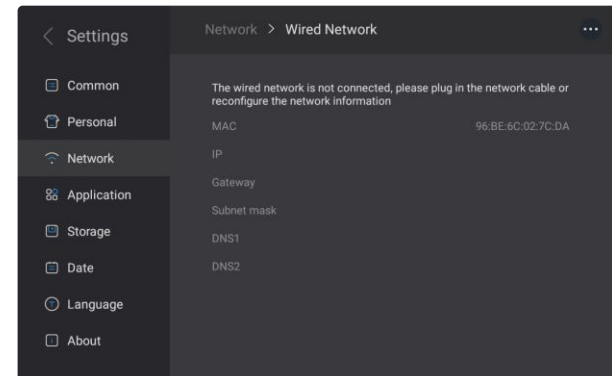 Settings
Network > Wired Network
Common
Personal
Network
Application
Storage
Date
Language
About
The wired network is not connected, please plug in the network cable or
reconfigure the network information
MAC 96:BE:6C:02:7C:DA
IP
Gateway
Subnet mask
DNS1
DNS2